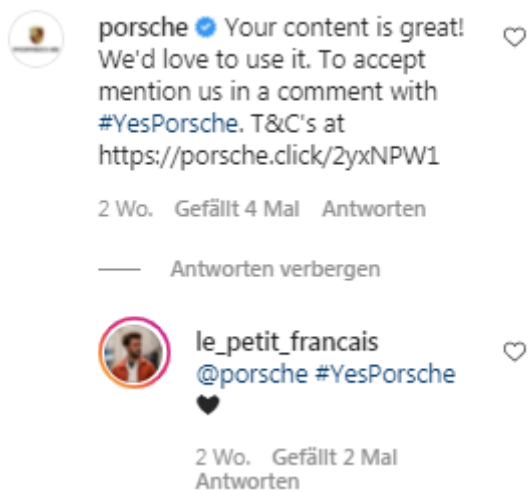 porsche Your content is great!
We'd love to use it. To accept
mention us in a comment with
#YesPorsche. T&C's at
https://porsche.click/2yxNPW1
2 Wo. Gefällt 4 Mal Antworten
Antworten verbergen
le_petit_francais
@porsche #YesPorsche
🖤
2 Wo. Gefällt 2 Mal
Antworten